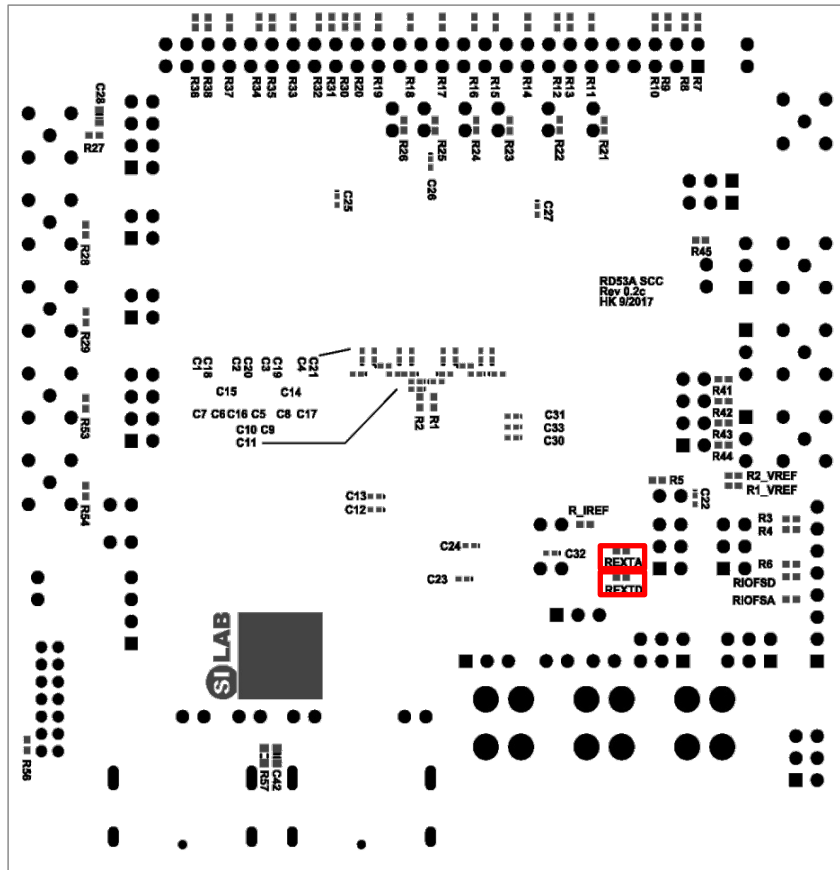 R36 R38 R37 R34 R35 R33 R32 R31 R30 R20 R19 R18 R17 R16 R15 R14 R12 R13 R11 R10 R9 R8 R7
C28
R27
R26 R25 R24 R23 R22 R21
C26
C25
C27
R28
R45
RD53A SCC
Rev 0.2c
HK 9/2017
R29
C1 C18 C2 C20 C3 C19 C4 C21
C15 C14
C7 C6 C16 C5 C8 C17
C10 C9
C11
R2 R1
C31
C33
C30
R41
R42
R43
R44
R53
R54
R5
C22
R2_VREF
R1_VREF
C13
C12
R_IREF
R3
R4
C24
C32
REXTA
R6
C23
REXTD
RIOFSD
RIOFSA
SI LAB
R56
R57
C42